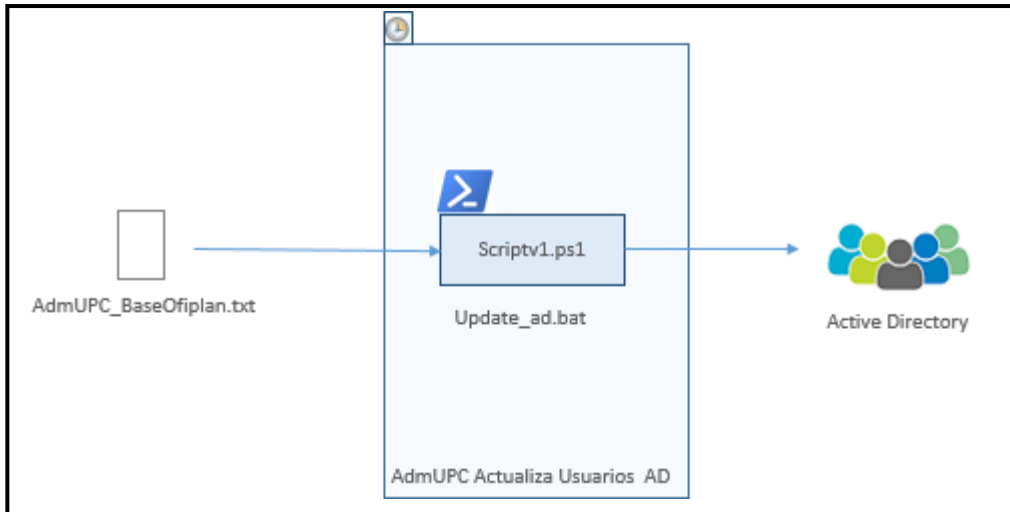 Scriptv1.ps1
AdmUPC_BaseOfiplan.txt
Update_ad.bat
Active Directory
AdmUPC Actualiza Usuarios AD